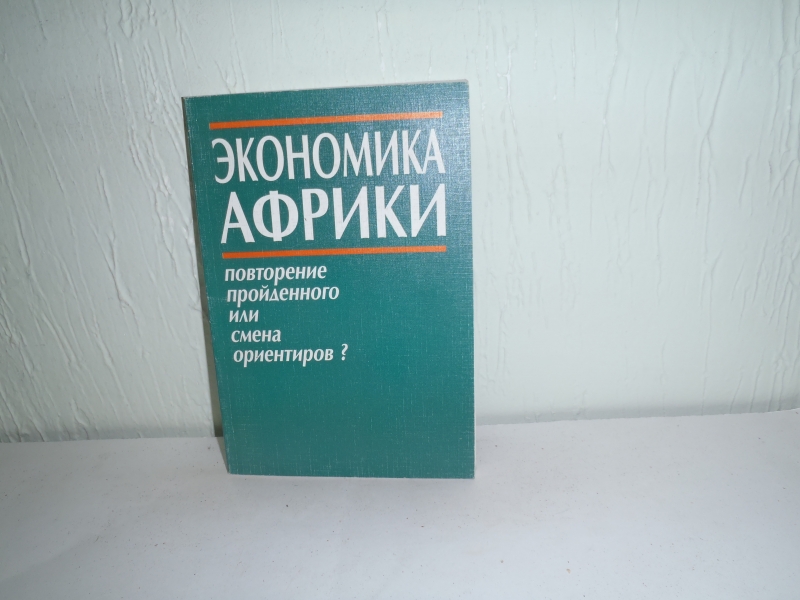 ЭКОНОМИКА
АФРИКИ
повторение
пройденного
или
смена
ориентиров ?